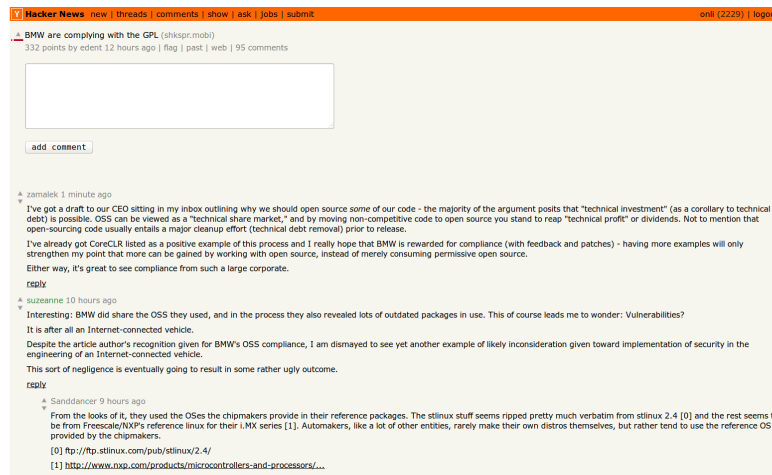 Y Hacker News new | threads | comments | show | ask | jobs | submit onli (2229) | logou
BMW are complying with the GPL (shkspr.mobi)
332 points by edent 12 hours ago | flag | past | web | 95 comments
add comment
zamalek 1 minute ago
I've got a draft to our CEO sitting in my inbox outlining why we should open source some of our code - the majority of the argument posits that "technical investment" (as a corollary to technical
debt) is possible. OSS can be viewed as a "technical share market," and by moving non-competitive code to open source you stand to reap "technical profit" or dividends. Not to mention that
open-sourcing code usually entails a major cleanup effort (technical debt removal) prior to release.
I've already got CoreCLR listed as a positive example of this process and I really hope that BMW is rewarded for compliance (with feedback and patches) - having more examples will only
strengthen my point that more can be gained by working with open source, instead of merely consuming permissive open source.
Either way, it's great to see compliance from such a large corporate.
reply
suzeanne 10 hours ago
Interesting: BMW did share the OSS they used, and in the process they also revealed lots of outdated packages in use. This of course leads me to wonder: Vulnerabilities?
It is after all an Internet-connected vehicle.
Despite the article author's recognition given for BMW's OSS compliance, I am dismayed to see yet another example of likely inconsideration given toward implementation of security in the
engineering of an Internet-connected vehicle.
This sort of negligence is eventually going to result in some rather ugly outcome.
reply
Sanddancer 9 hours ago
From the looks of it, they used the OSes the chipmakers provide in their reference packages. The stlinux stuff seems ripped pretty much verbatim from stlinux 2.4 [0] and the rest seems
be from Freescale/NXP's reference linux for their i.MX series [1]. Automakers, like a lot of other entities, rarely make their own distros themselves, but rather tend to use the reference OS
provided by the chipmakers.
[0] ftp://ftp.stlinux.com/pub/stlinux/2.4/
[1] http://www.nxp.com/products/microcontrollers-and-processors/...